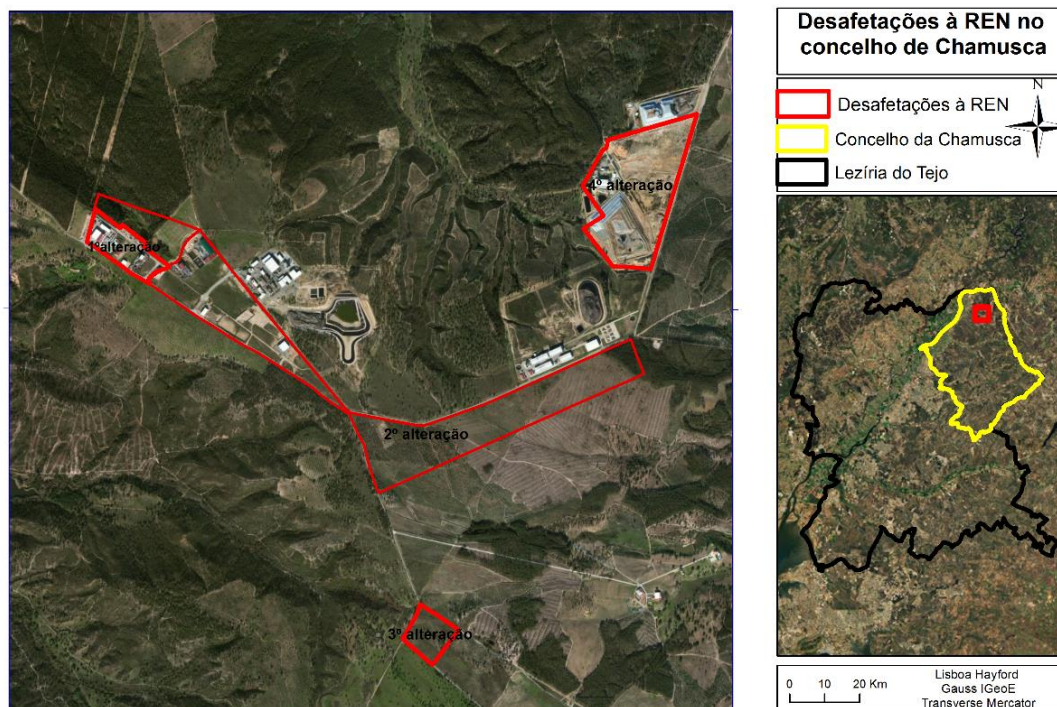 Desafetações à REN no
concelho de Chamusca
N
Desafetações à REN
Concelho da Chamusca
Lezíria do Tejo
4º alteração
1ºalteração
2º alteração
3º alteração
0 10 20 Km
Lisboa Hayford
Gauss IGeoE
Transverse Mercator